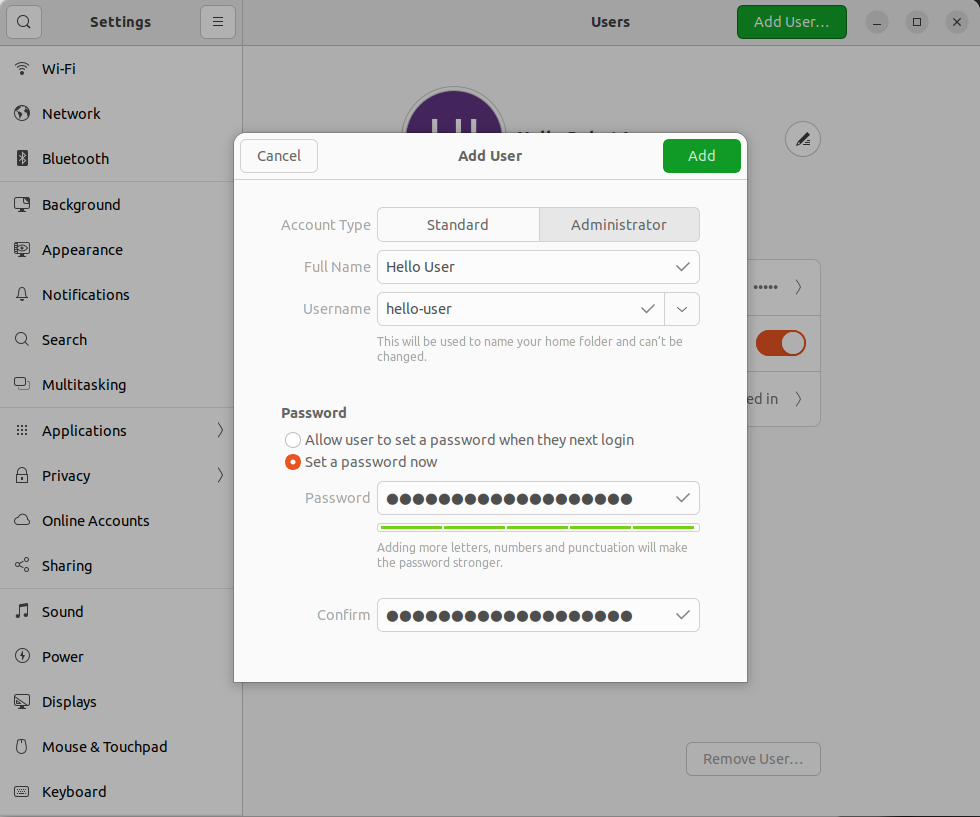 Settings
Users
Add User…
Wi-Fi
Network
Bluetooth
Background
Appearance
Notifications
Search
Multitasking
Applications
Privacy
Online Accounts
Sharing
Sound
Power
Displays
Mouse & Touchpad
Keyboard
Cancel
Add User
Add
Account Type
Standard
Administrator
Full Name
Hello User
Username
hello-user
This will be used to name your home folder and can't be
changed.
Password
Allow user to set a password when they next login
Set a password now
Password
●●●●●●●●●●●●●●●●●●●
Adding more letters, numbers and punctuation will make
the password stronger.
Confirm
●●●●●●●●●●●●●●●●●●●
•••••
ed in
Remove User…